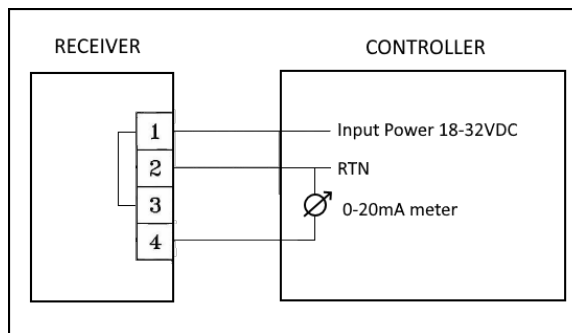 RECEIVER
CONTROLLER
1
Input Power 18-32VDC
2
RTN
3
0-20mA meter
4